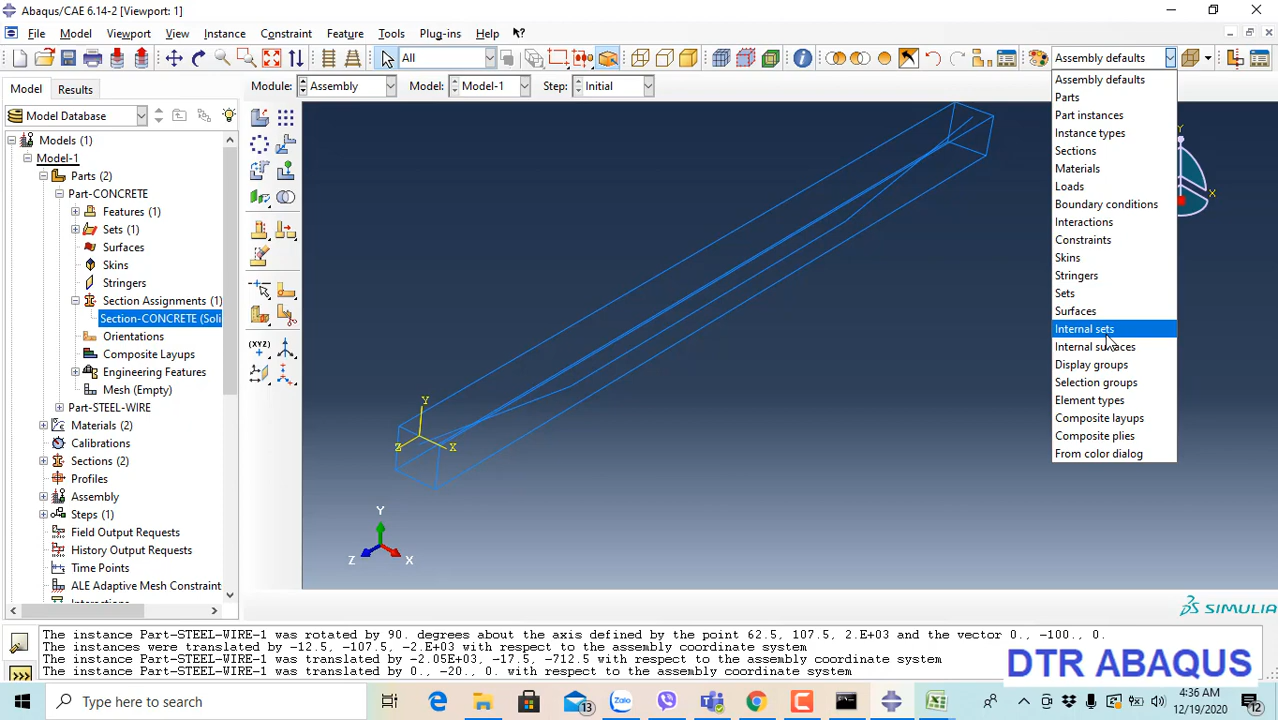 Abaqus/CAE 6.14-2 [Viewport: 1]
File Model Viewport View Instance Constraint Feature Tools Plug-ins Help
All
Assembly defaults
Model Results
Module: Assembly Model: Model-1 Step: Initial
Model Database
Models (1)
Model-1
Parts (2)
Part-CONCRETE
Features (1)
Sets (1)
Surfaces
Skins
Stringers
Section Assignments (1)
Section-CONCRETE (Soli
Orientations
Composite Layups
Engineering Features
Mesh (Empty)
Part-STEEL-WIRE
Materials (2)
Calibrations
Sections (2)
Profiles
Assembly
Steps (1)
Field Output Requests
History Output Requests
Time Points
ALE Adaptive Mesh Constraint
(XYZ)
Y
Z
X
Y
Z
X
Y
X
Assembly defaults
Parts
Part instances
Instance types
Sections
Materials
Loads
Boundary conditions
Interactions
Constraints
Skins
Stringers
Sets
Surfaces
Internal sets
Internal surfaces
Display groups
Selection groups
Element types
Composite layups
Composite plies
From color dialog
SIMULIA
The instance Part-STEEL-WIRE-1 was rotated by 90. degrees about the axis defined by the point 62.5, 107.5, 2.E+03 and the vector 0., -100., 0.
The instances were translated by -12.5, -107.5, -2.E+03 with respect to the assembly coordinate system
The instance Part-STEEL-WIRE-1 was translated by -2.05E+03, -17.5, -712.5 with respect to the assembly coordinate system
The instance Part-STEEL-WIRE-1 was translated by 0., -20., 0. with respect to the assembly coordinate system
DTR ABAQUS
Type here to search
13
Zalo
4:36 AM
12/19/2020
12